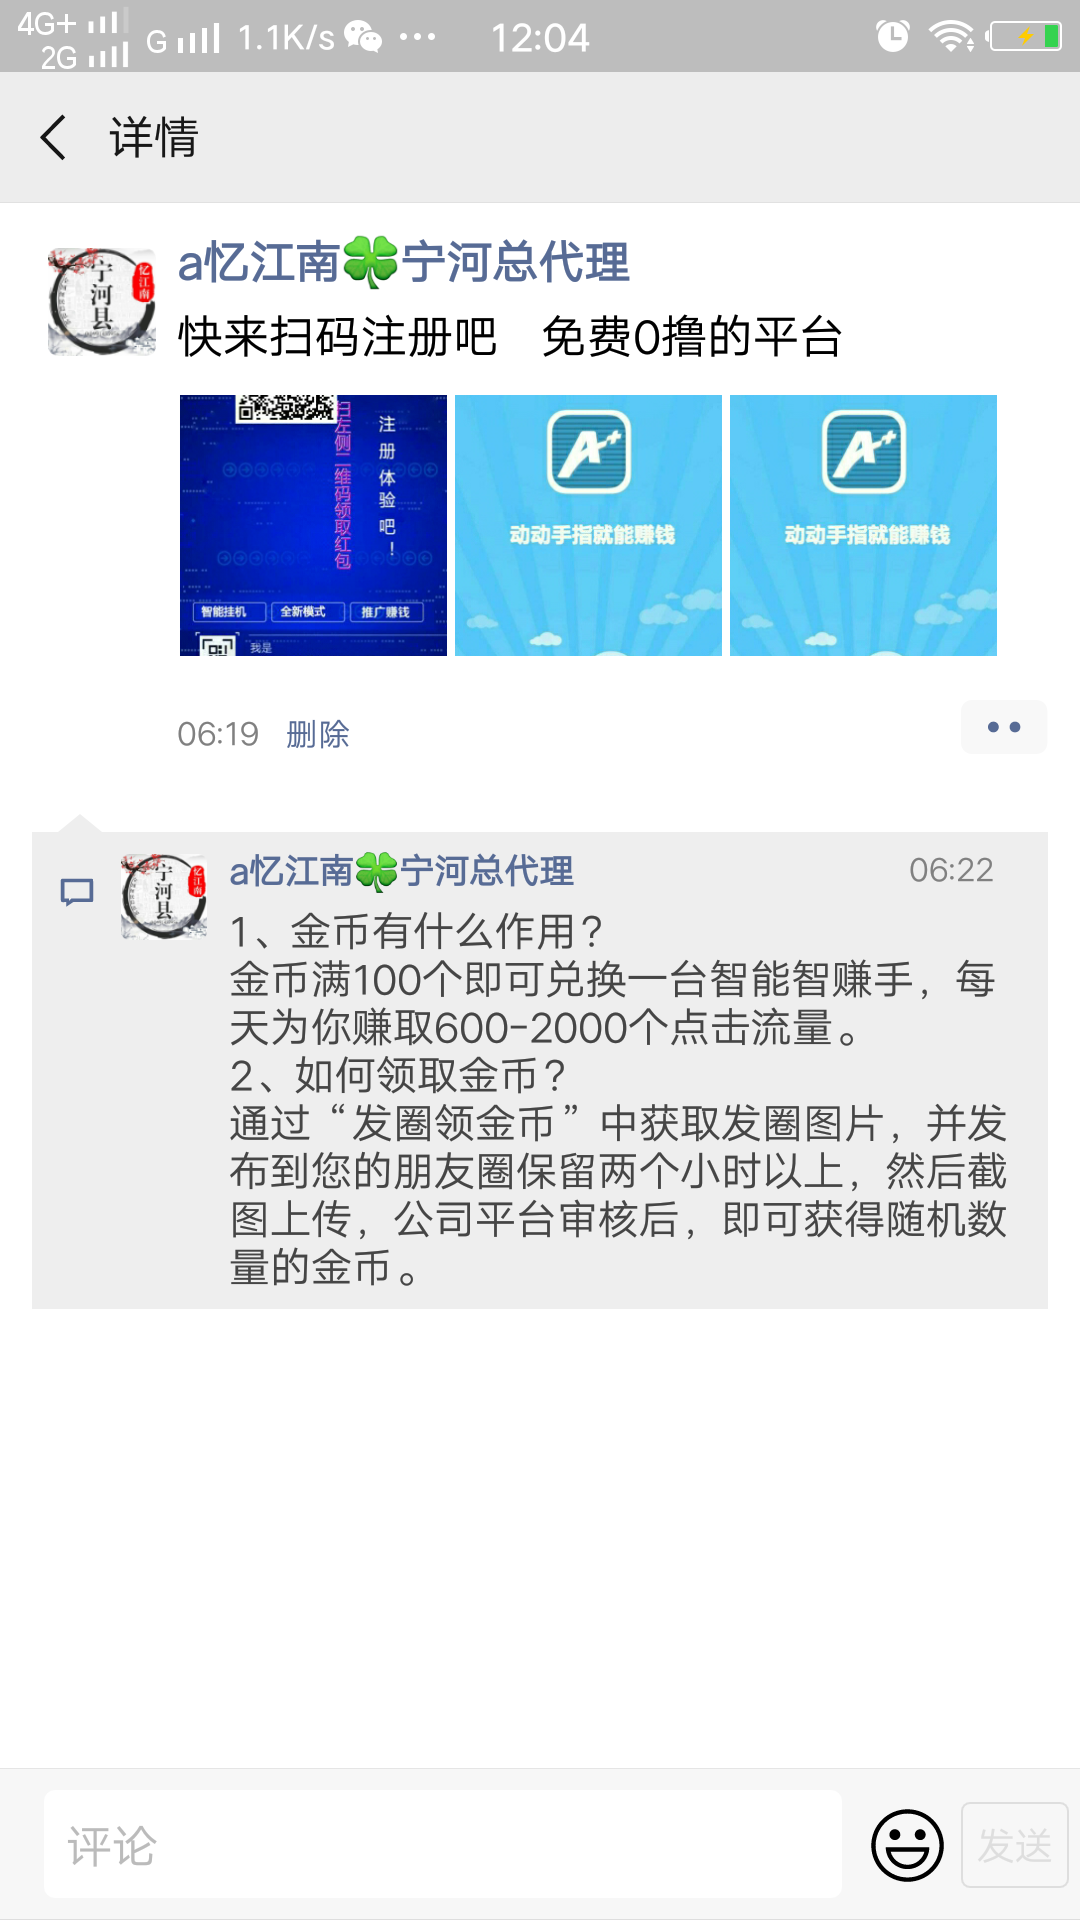 4G+
2G
G
1.1K/s
12:04
详情
a忆江南🍀宁河总代理
快来扫码注册吧 免费0撸的平台
忆江南
宁河县
扫左侧二维码领取红包
注册体验吧！
智能挂机 全新模式 推广赚钱
我是
A+
动动手指就能赚钱
A+
动动手指就能赚钱
06:19 删除
忆江南
宁河县
a忆江南🍀宁河总代理 06:22
1、金币有什么作用？
金币满100个即可兑换一台智能智赚手，每
天为你赚取600-2000个点击流量。
2、如何领取金币？
通过“发圈领金币”中获取发圈图片，并发
布到您的朋友圈保留两个小时以上，然后截
图上传，公司平台审核后，即可获得随机数
量的金币。
评论 发送